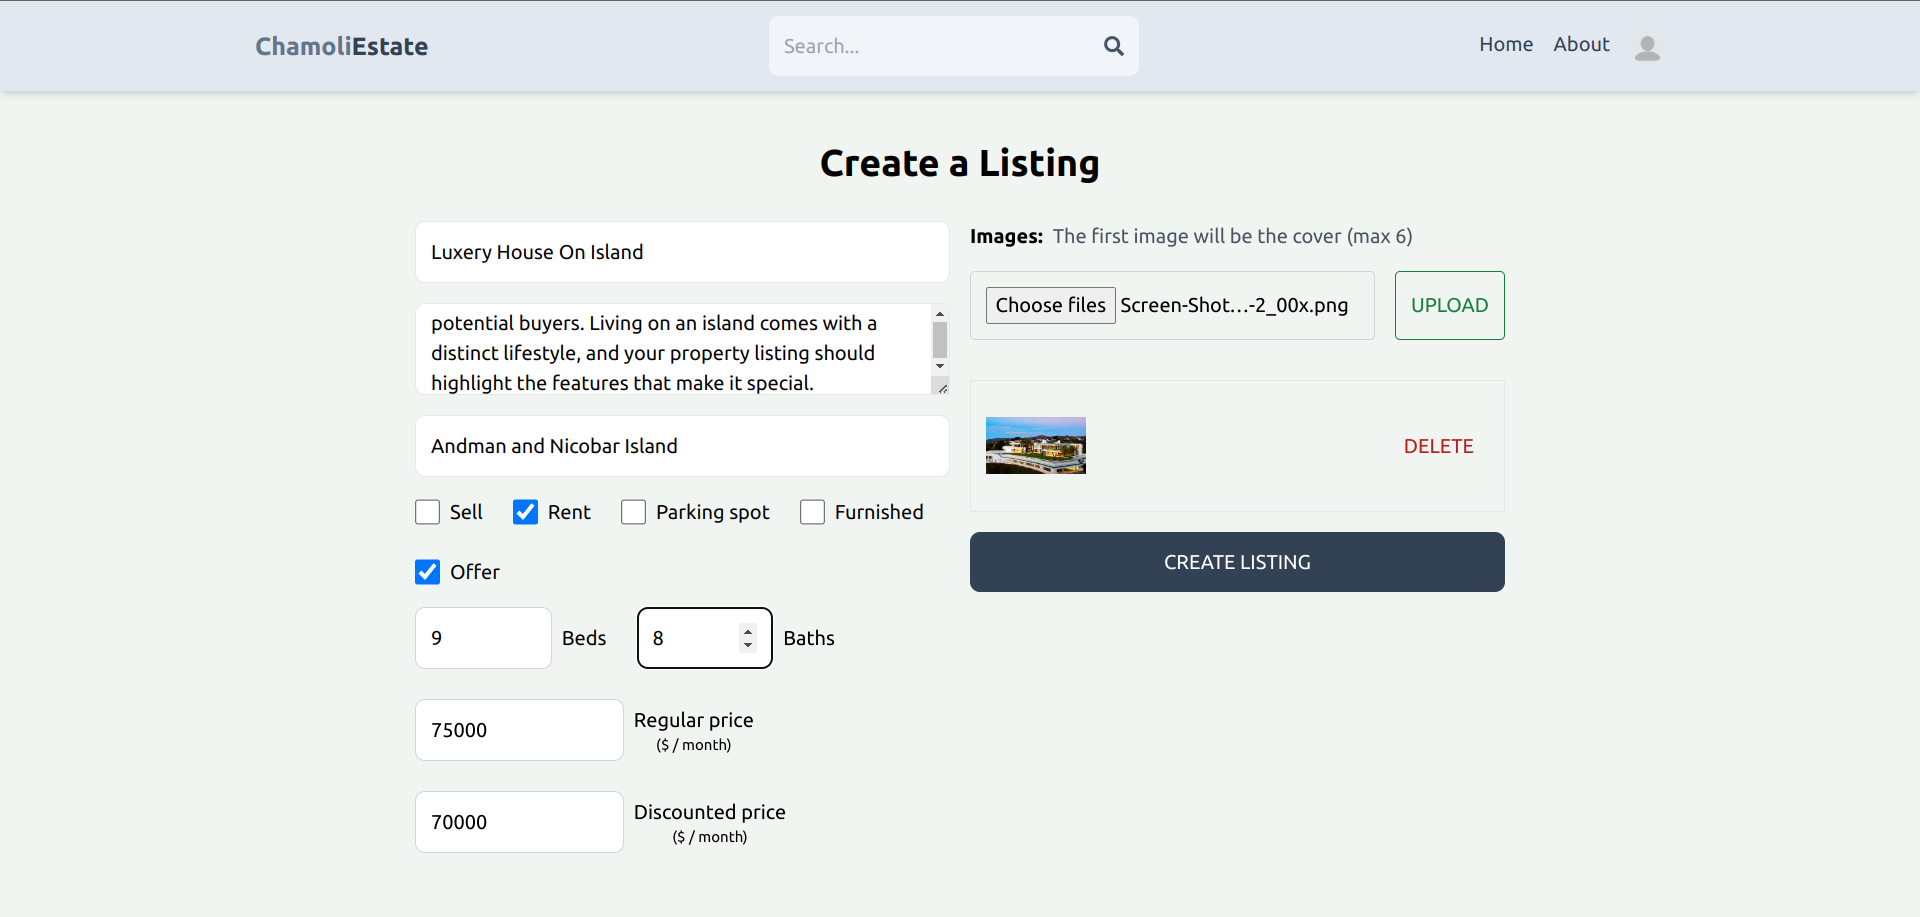 ChamoliEstate
Search...
Home About
Create a Listing
Luxery House On Island
potential buyers. Living on an island comes with a
distinct lifestyle, and your property listing should
highlight the features that make it special.
Andman and Nicobar Island
Sell Rent Parking spot Furnished
Offer
9 Beds 8 Baths
75000 Regular price
($ / month)
70000 Discounted price
($ / month)
Images: The first image will be the cover (max 6)
Choose files Screen-Shot...-2_00x.png UPLOAD
DELETE
CREATE LISTING